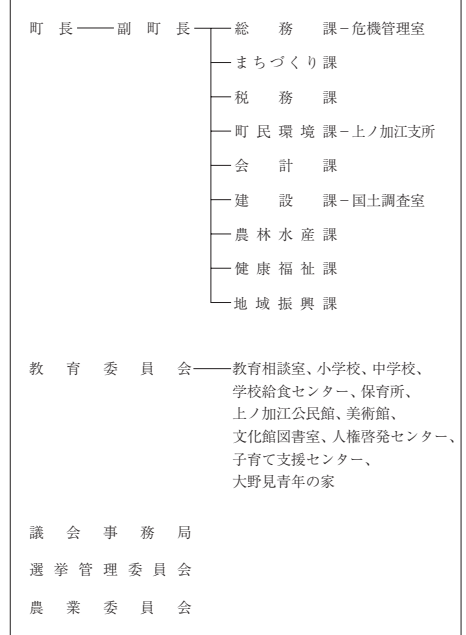 町長 副町長 総務課－危機管理室
まちづくり課
税務課
町民環境課－上ノ加江支所
会計課
建設課－国土調査室
農林水産課
健康福祉課
地域振興課
教育委員会 教育相談室、小学校、中学校、
学校給食センター、保育所、
上ノ加江公民館、美術館、
文化館図書室、人権啓発センター、
子育て支援センター、
大野見青年の家
議会事務局
選挙管理委員会
農業委員会